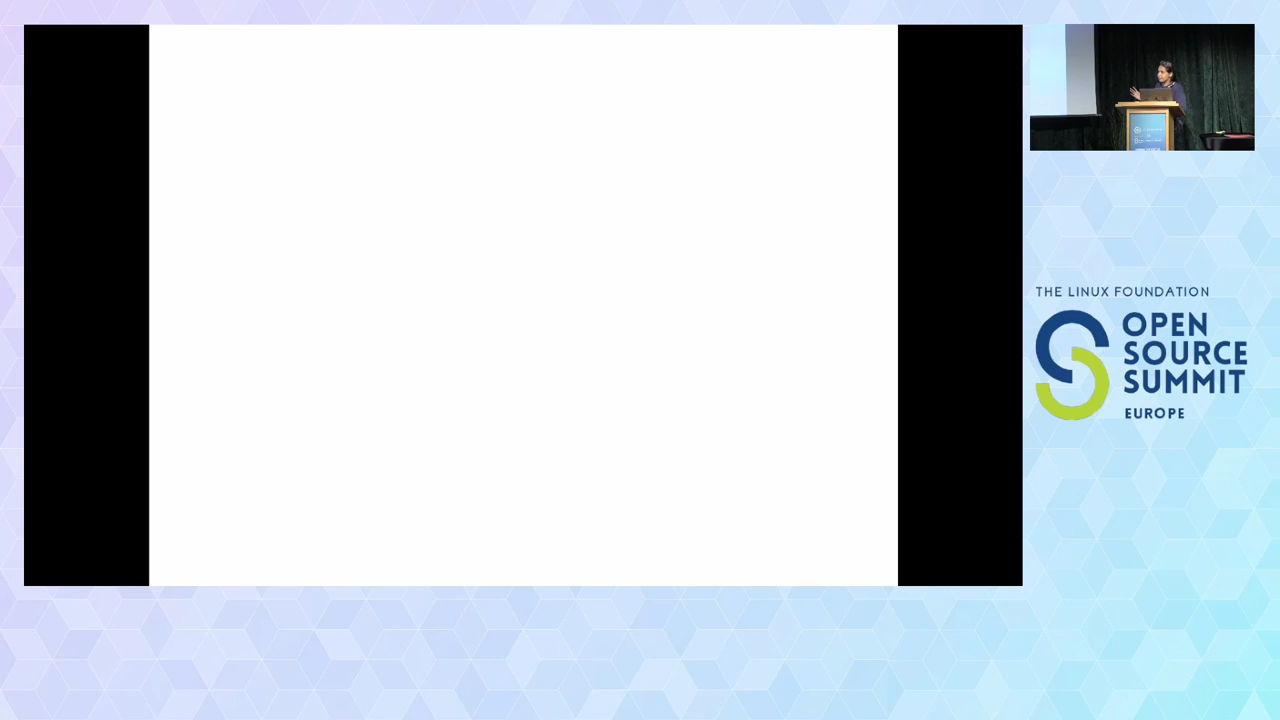 THE LINUX FOUNDATION
OPEN
SOURCE
SUMMIT
EUROPE